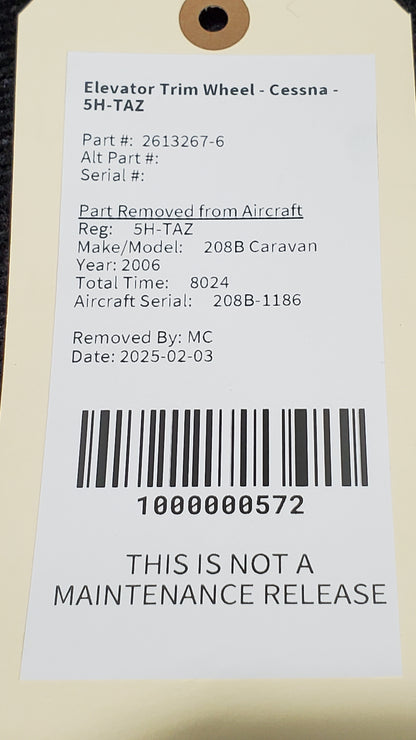 Elevator Trim Wheel - Cessna -
5H-TAZ
Part #: 2613267-6
Alt Part #:
Serial #:
Part Removed from Aircraft
Reg: 5H-TAZ
Make/Model: 208B Caravan
Year: 2006
Total Time: 8024
Aircraft Serial: 208B-1186
Removed By: MC
Date: 2025-02-03
1000000572
THIS IS NOT A
MAINTENANCE RELEASE